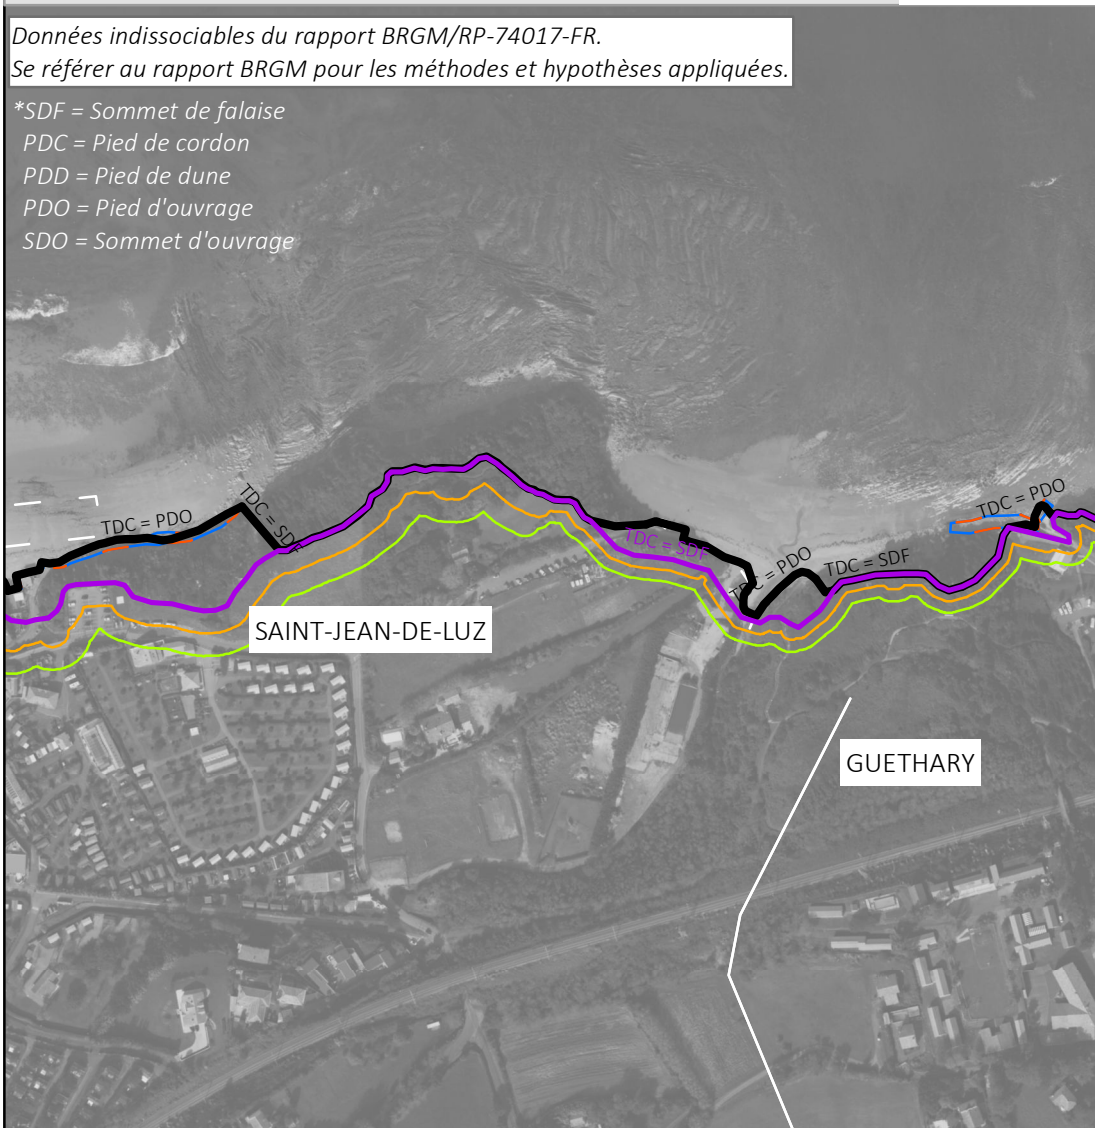 Données indissociables du rapport BRGM/RP-74017-FR.
Se référer au rapport BRGM pour les méthodes et hypothèses appliquées.
*SDF = Sommet de falaise
PDC = Pied de cordon
PDD = Pied de dune
PDO = Pied d'ouvrage
SDO = Sommet d'ouvrage
TDC = PDO
TDC = SDF
TDC = SDF
TDC = PDO
TDC = SDF
TDC = PDO
SAINT-JEAN-DE-LUZ
GUETHARY